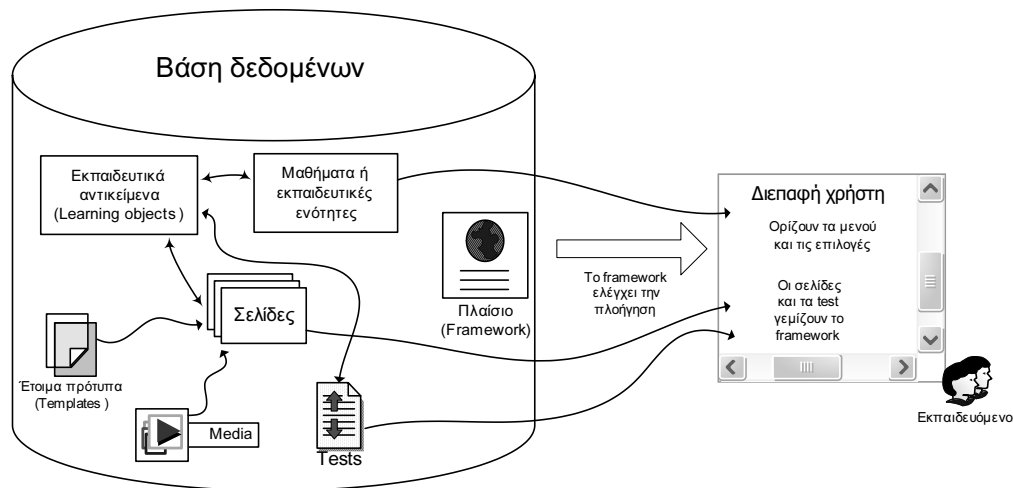 Βάση δεδομένων
Εκπαιδευτικά
αντικείμενα
(Learning objects )
Μαθήματα ή
εκπαιδευτικές
ενότητες
Σελίδες
Πλαίσιο
(Framework)
Έτοιμα πρότυπα
(Templates )
Media
Tests
Το framework
ελέγχει την
πλοήγηση
Διεπαφή χρήστη
Ορίζουν τα μενού
και τις επιλογές
Οι σελίδες
και τα test
γεμίζουν το
framework
Εκπαιδευόμενο